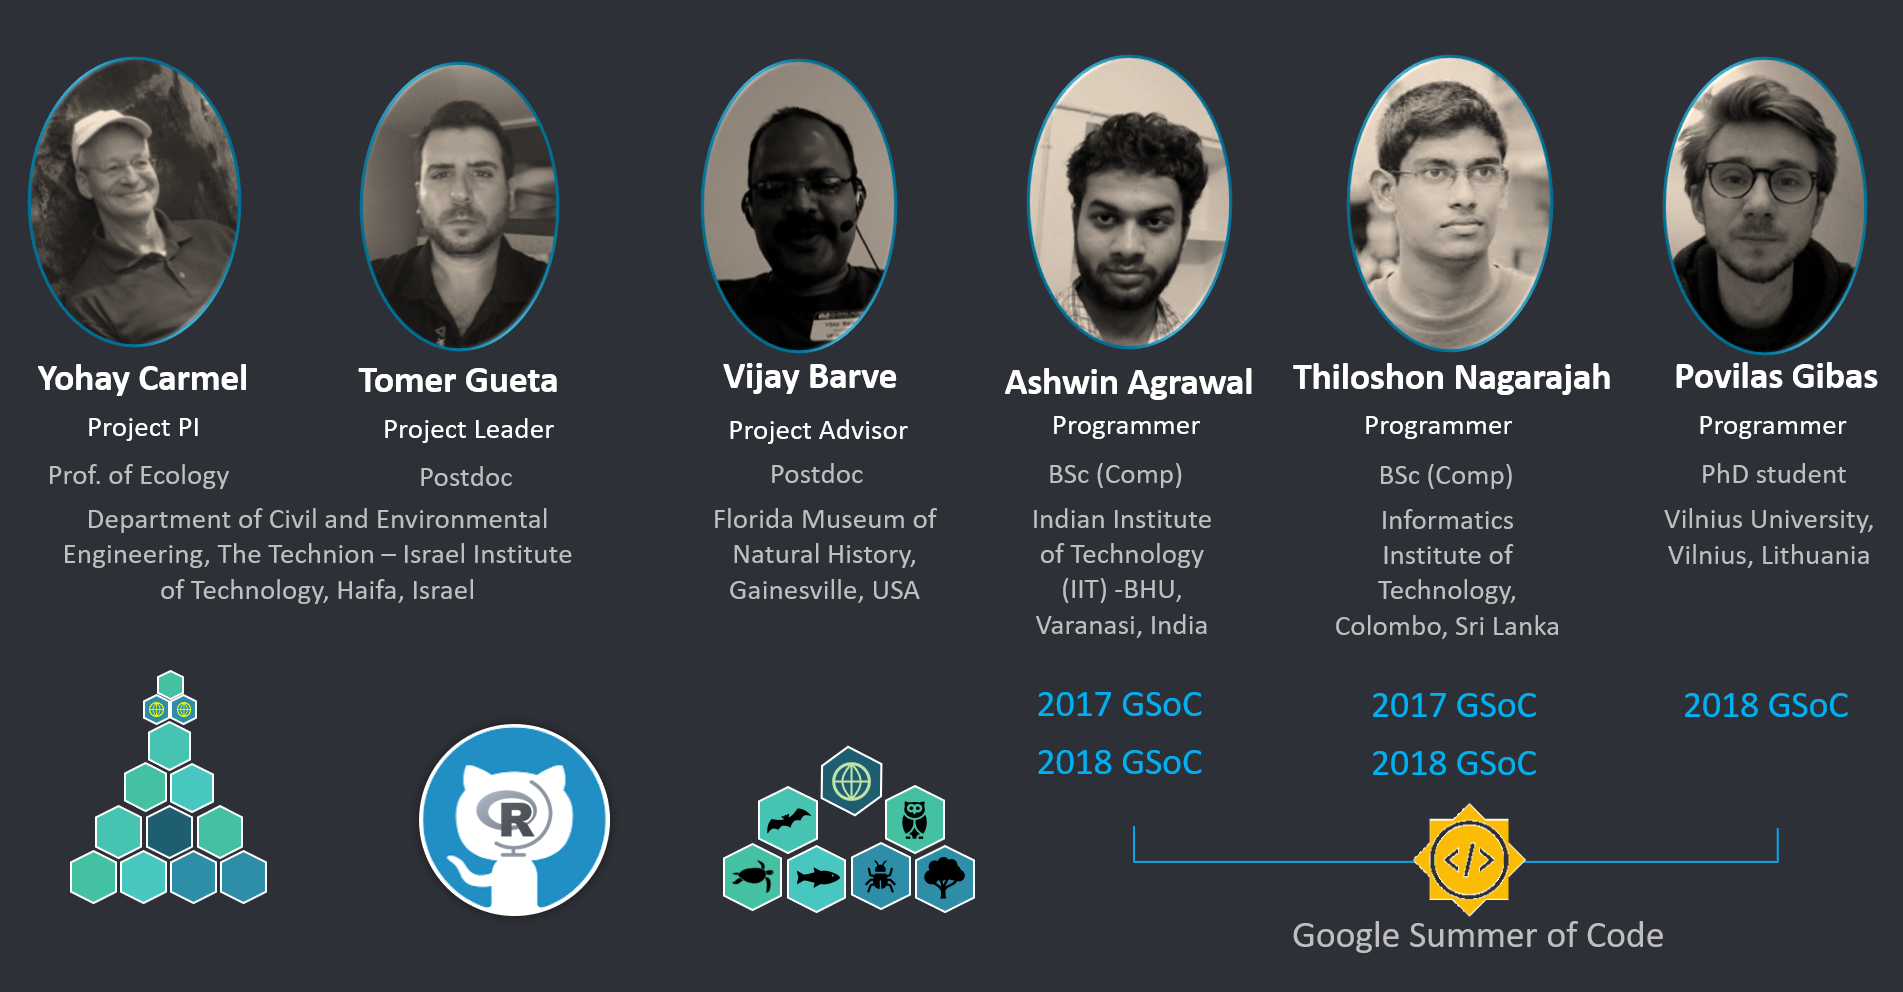 Yohay Carmel
Project PI
Prof. of Ecology
Tomer Gueta
Project Leader
Postdoc
Department of Civil and Environmental
Engineering, The Technion – Israel Institute
of Technology, Haifa, Israel
Vijay Barve
Project Advisor
Postdoc
Florida Museum of
Natural History,
Gainesville, USA
Ashwin Agrawal
Programmer
BSc (Comp)
Indian Institute
of Technology
(IIT) -BHU,
Varanasi, India
2017 GSoC
2018 GSoC
Thiloshon Nagarajah
Programmer
BSc (Comp)
Informatics
Institute of
Technology,
Colombo, Sri Lanka
2017 GSoC
2018 GSoC
Povilas Gibas
Programmer
PhD student
Vilnius University,
Vilnius, Lithuania
2018 GSoC
R
</>
Google Summer of Code